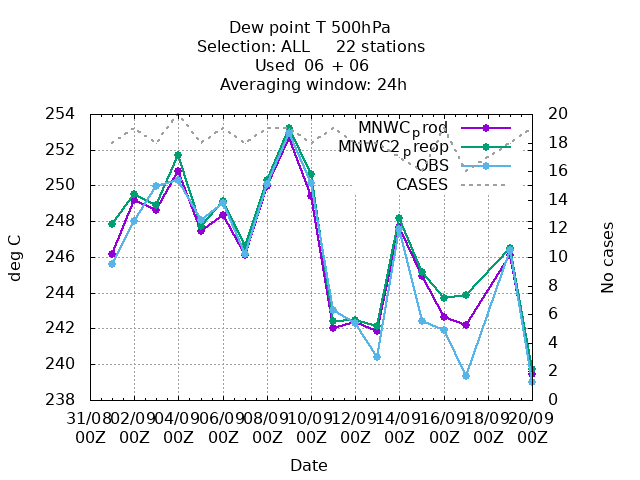 Dew point T 500hPa
Selection: ALL 22 stations
Used 06 + 06
Averaging window: 24h
254 20
252 18
250 16
248 14
246 12
244 10
242 8
240 6
238 4
2
0
MNWC_prod
MNWC2_preop
OBS
CASES
deg C
No cases
31/08 02/09 04/09 06/09 08/09 10/09 12/09 14/09 16/09 18/09 20/09
00Z 00Z 00Z 00Z 00Z 00Z 00Z 00Z 00Z 00Z 00Z
Date